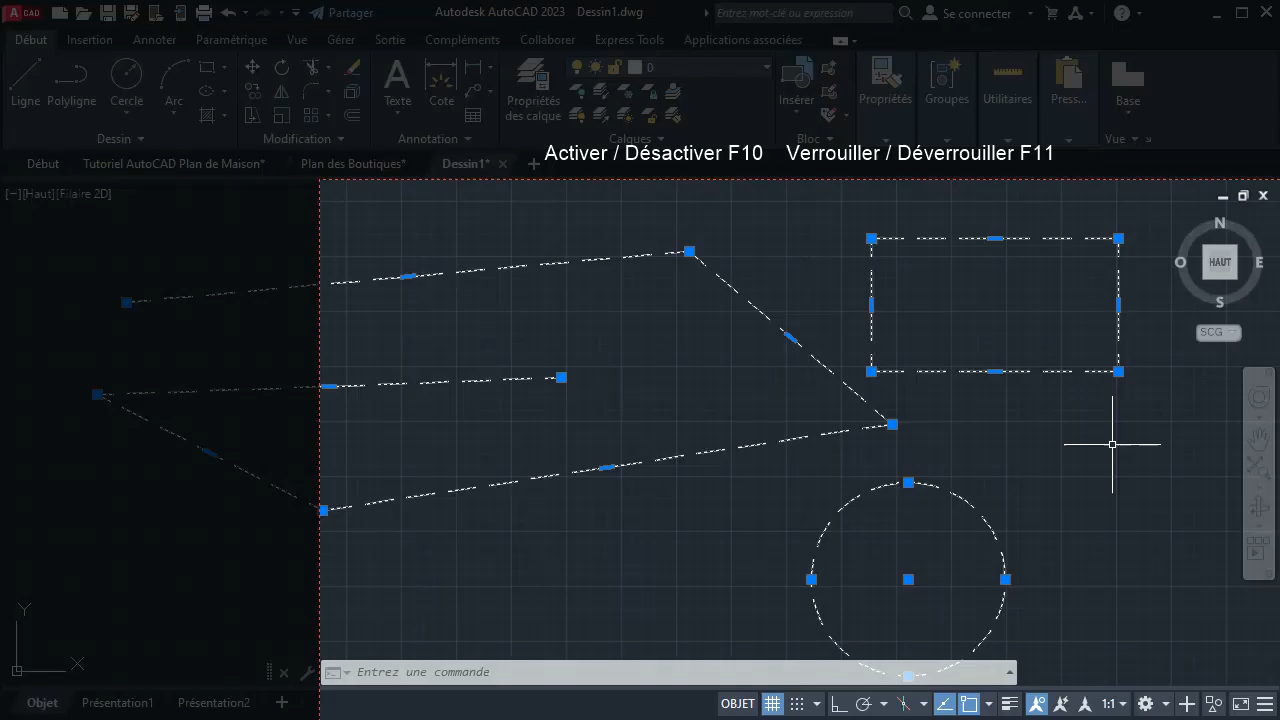 CAD Partager Autodesk AutoCAD 2023 Dessin1.dwg Entrez mot-clé ou expression Se connecter
Début Insertion Annoter Paramétrique Vue Gérer Sortie Compléments Collaborer Express Tools Applications associées
0
Ligne Polyligne Cercle Arc Texte Cote Propriétés des calque Insérer Propriétés Groupes Utilitaires Press... Base
Dessin Modification Annotation Calques Bloc Vue
Activer / Désactiver F10 Verrouiller / Déverrouiller F11
Début Tutoriel AutoCAD Plan de Maison* Plan des Boutiques* Dessin1*
[−][Haut][Filaire 2D]
N
O HAUT E
S
SCG
Y
X
Entrez une commande
Objet Présentation1 Présentation2 OBJET 1:1